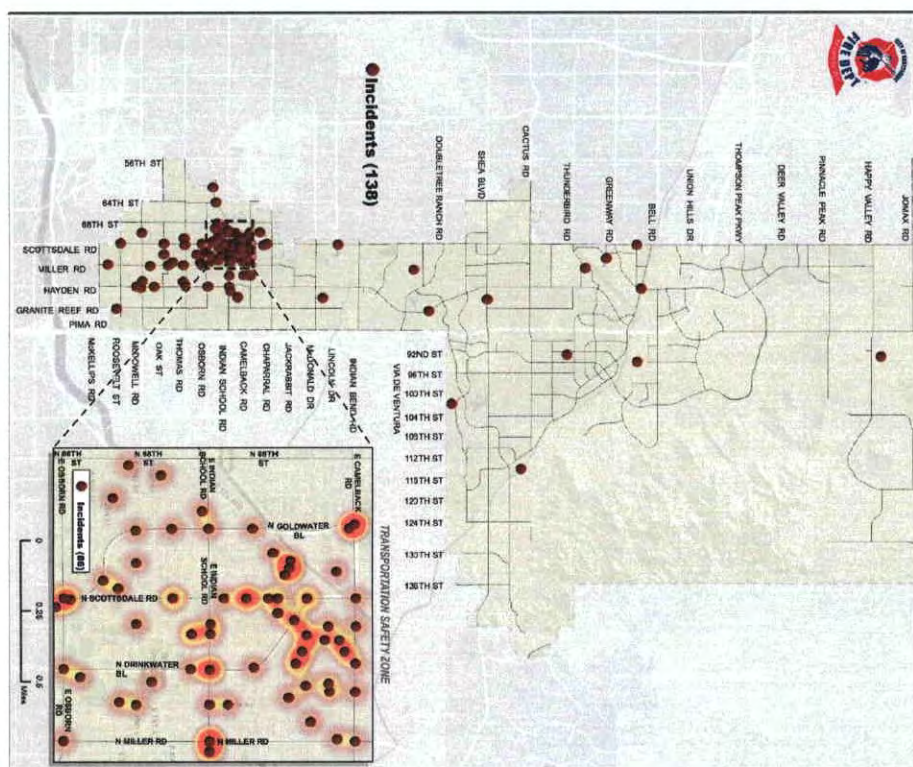 FIRE DEPT
Incidents (138)
JOMAX RD
HAPPY VALLEY RD
PINNACLE PEAK RD
DEER VALLEY RD
THOMPSON PEAK PKWY
UNION HILLS DR
BELL RD
GREENWAY RD
THUNDERBIRD RD
CACTUS RD
SHEA BLVD
DOUBLETREE RANCH RD
56TH ST
64TH ST
68TH ST
SCOTTSDALE RD
MILLER RD
HAYDEN RD
GRANITE REEF RD
PIMA RD
92ND ST
96TH ST
100TH ST
104TH ST
108TH ST
112TH ST
118TH ST
120TH ST
124TH ST
130TH ST
136TH ST
VIA DE VENTURA
INDIAN BEND RD
LINCOLN DR
McDONALD DR
JACKRABBIT RD
CHAPARRAL RD
CAMELBACK RD
INDIAN SCHOOL RD
OSBORN RD
THOMAS RD
OAK ST
McDOWELL RD
ROOSEVELT ST
McKELLIPS RD
TRANSPORTATION SAFETY ZONE
N 66TH ST
N 68TH ST
N 69TH ST
E CAMELBACK RD
E INDIAN SCHOOL RD
E OSBORN RD
Incidents (86)
N GOLDWATER BL
E INDIAN SCHOOL RD
N SCOTTSDALE RD
N DRINKWATER BL
E OSBORN RD
N MILLER RD
N MILLER RD
0
0.25
0.5
Miles